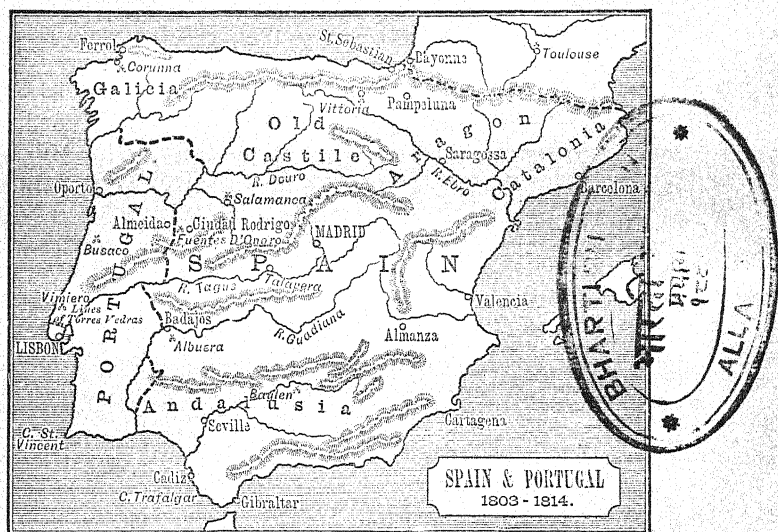 St. Sebastian
Bayonne
Toulouse
Ferrol
Corunna
Galicia
Vittoria
Pampeluna
Old
Castile
Aragon
Saragossa
Catalonia
R. Ebro
Barcelona
Oporto
R. Douro
Salamanca
Almeida
Ciudad Rodrigo
Fuentes D'Onoro
MADRID
Busaco
PORTUGAL
SPAIN
R. Tagus
Talavera
Vimiero
Lines
of Torres Vedras
Badajos
R. Guadiana
Valencia
LISBON
Albuera
Almanza
PORT
Baylen
Andalusia
Seville
Cartagena
C. St.
Vincent
Cadiz
C. Trafalgar
Gibraltar
SPAIN & PORTUGAL
1803 - 1814.
BHARTI
ALLA